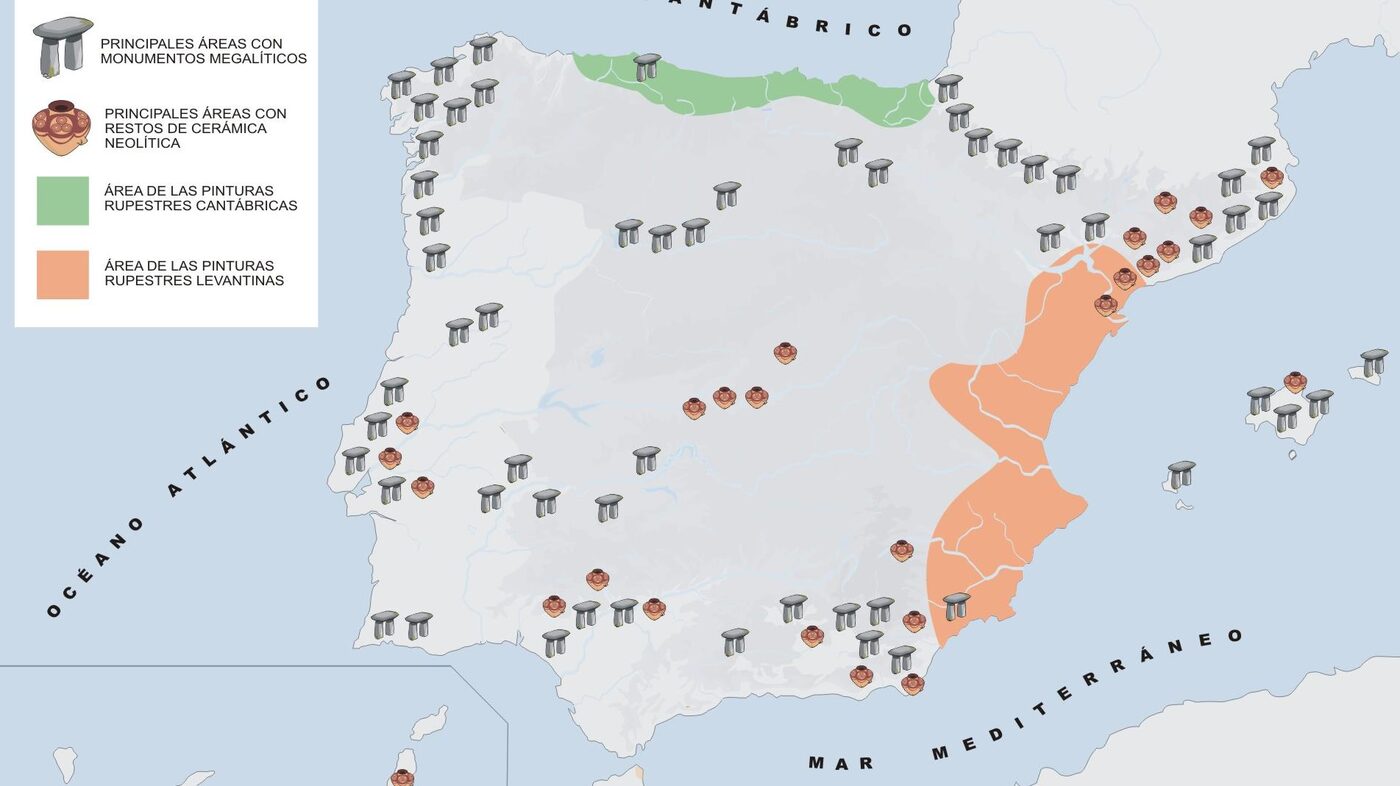 ANTÁBRICO
PRINCIPALES ÁREAS CON
MONUMENTOS MEGALÍTICOS
PRINCIPALES ÁREAS CON
RESTOS DE CERÁMICA
NEOLÍTICA
ÁREA DE LAS PINTURAS
RUPESTRES CANTÁBRICAS
ÁREA DE LAS PINTURAS
RUPESTRES LEVANTINAS
OCÉANO ATLÁNTICO
MAR MEDITERRÁNEO